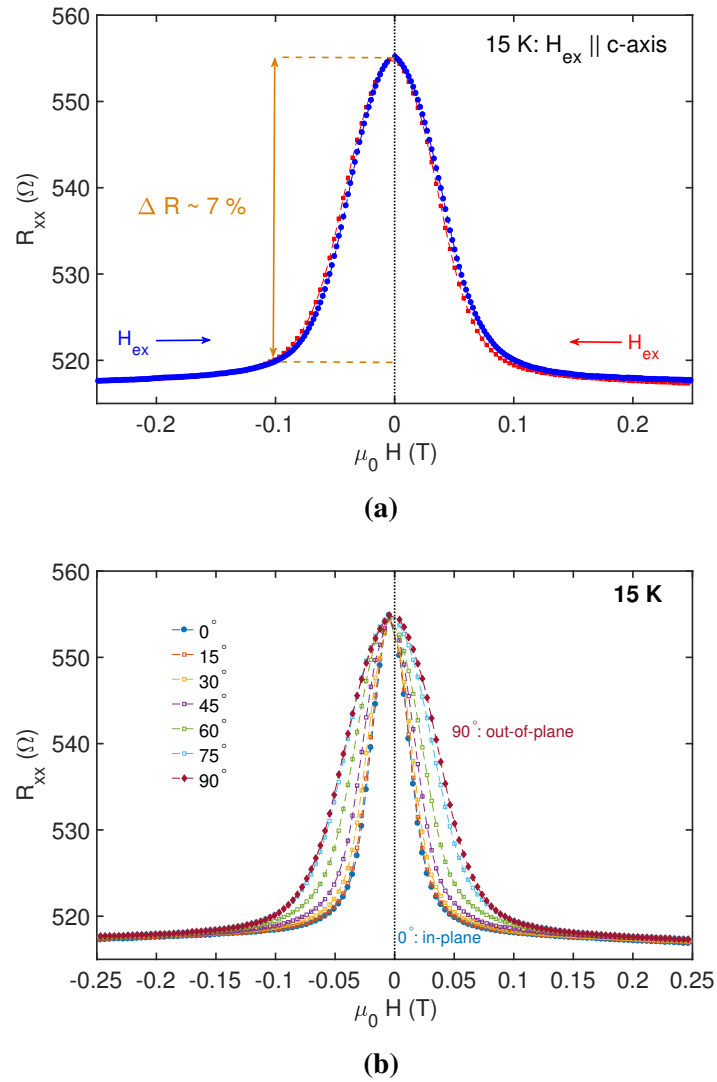 15 K: H_ex || c-axis
560
550
540
530
520
R_xx (Ω)
Δ R ~ 7 %
H_ex
H_ex
-0.2 -0.1 0 0.1 0.2
μ_0 H (T)
(a)
560
550
540
530
520
R_xx (Ω)
15 K
0°
15°
30°
45°
60°
75°
90°
90°: out-of-plane
0°: in-plane
-0.25 -0.2 -0.15 -0.1 -0.05 0 0.05 0.1 0.15 0.2 0.25
μ_0 H (T)
(b)